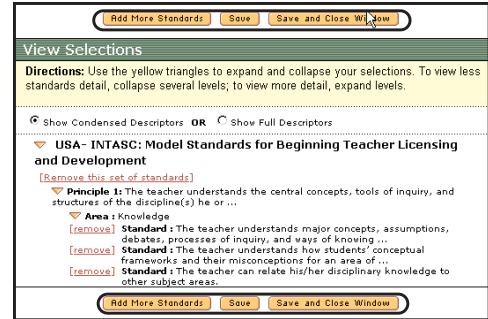 Add More Standards Save Save and Close Window
View Selections
Directions: Use the yellow triangles to expand and collapse your selections. To view less
standards detail, collapse several levels; to view more detail, expand levels.
Show Condensed Descriptors OR Show Full Descriptors
USA- INTASC: Model Standards for Beginning Teacher Licensing
and Development
[Remove this set of standards]
Principle 1: The teacher understands the central concepts, tools of inquiry, and
structures of the discipline(s) he or ...
Area : Knowledge
[remove] Standard : The teacher understands major concepts, assumptions,
debates, processes of inquiry, and ways of knowing ...
[remove] Standard : The teacher understands how students' conceptual
frameworks and their misconceptions for an area of ...
[remove] Standard : The teacher can relate his/her disciplinary knowledge to
other subject areas.
Add More Standards Save Save and Close Window